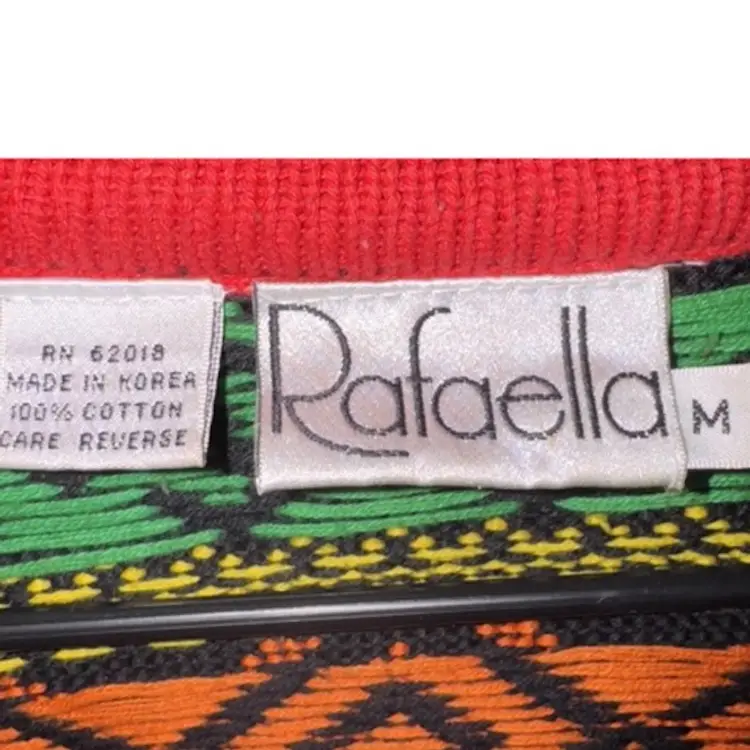 RN 62018
MADE IN KOREA
100% COTTON
CARE REVERSE
Rafaella
M